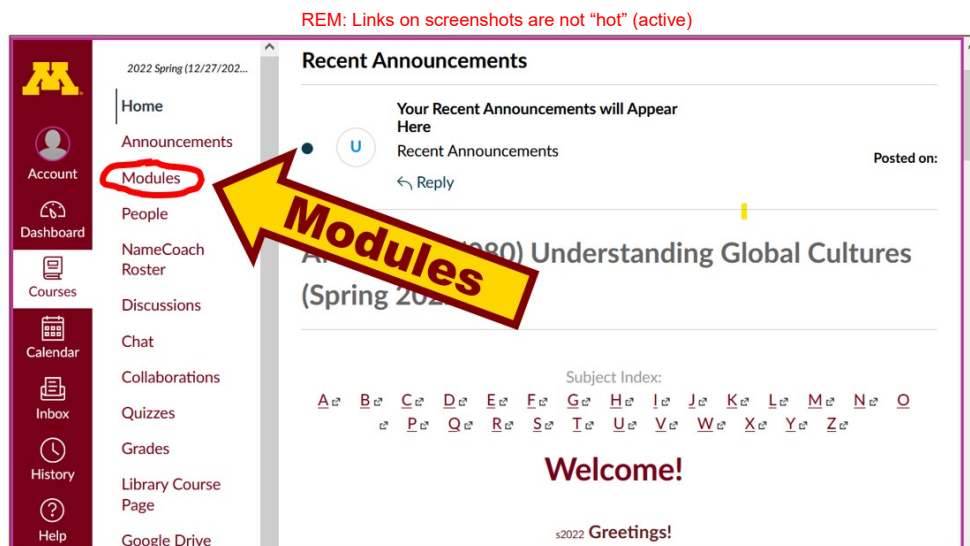 REM: Links on screenshots are not “hot” (active)
M
Account
Dashboard
Courses
Calendar
Inbox
History
Help
2022 Spring (12/27/202...
Home
Announcements
Modules
People
NameCoach
Roster
Discussions
Chat
Collaborations
Quizzes
Grades
Library Course
Page
Google Drive
Recent Announcements
U
Your Recent Announcements will Appear
Here
Recent Announcements
Posted on:
Reply
Modules
980) Understanding Global Cultures
(Spring 202
Subject Index:
A B C D E F G H I J K L M N O
P Q R S T U V W X Y Z
Welcome!
s2022 Greetings!